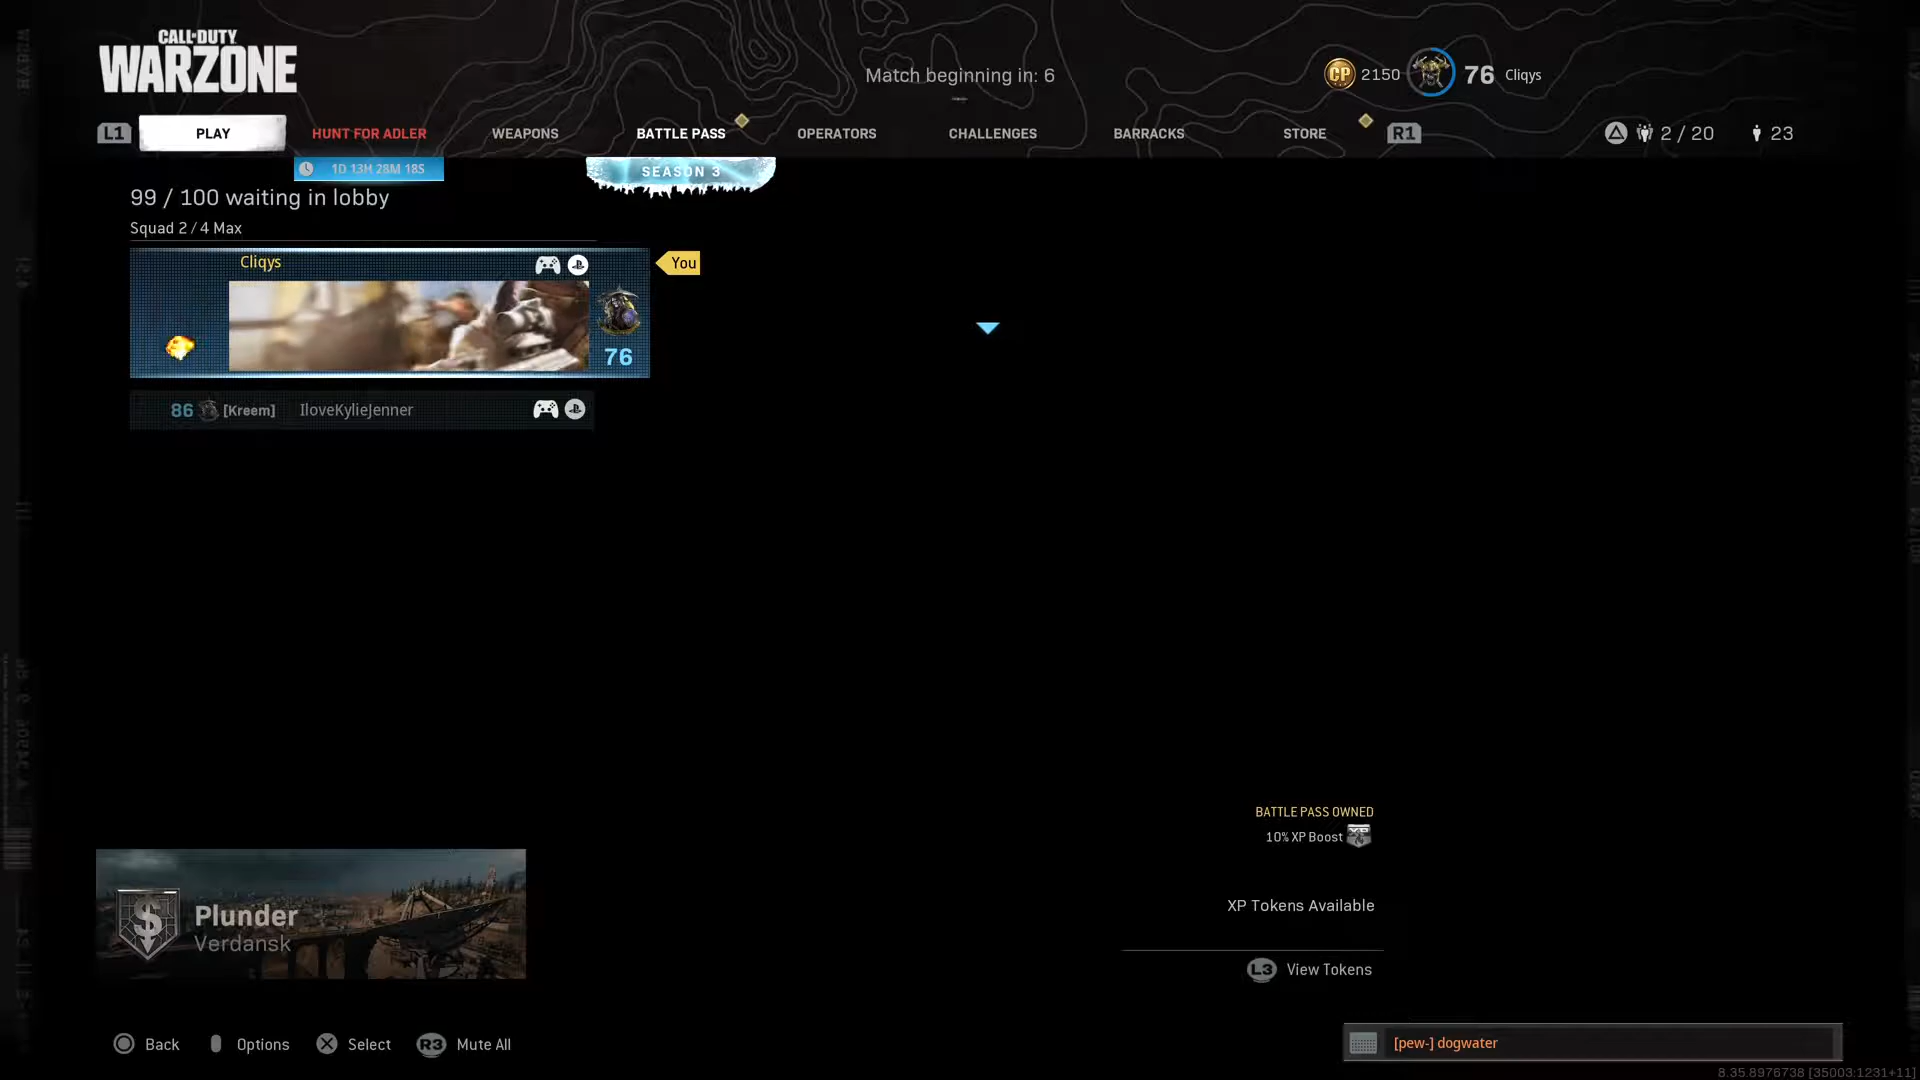 CALL·DUTY
WARZONE
Match beginning in: 6
CP 2150 76 Cliqys
L1 PLAY HUNT FOR ADLER WEAPONS BATTLE PASS OPERATORS CHALLENGES BARRACKS STORE R1 2 / 20 23
1D 13H 28M 18S
SEASON 3
99 / 100 waiting in lobby
Squad 2 / 4 Max
Cliqys
You
76
86 [Kreem] IloveKylieJenner
BATTLE PASS OWNED
10% XP Boost
XP Tokens Available
Plunder
Verdansk
L3 View Tokens
Back Options Select R3 Mute All
[pew-] dogwater
8.35.8976738 [35003:1231+11]